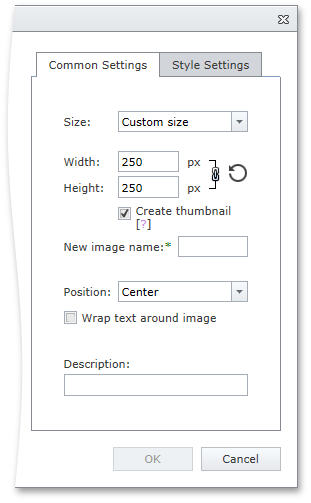 Common Settings Style Settings
Size: Custom size
Width: 250 px
Height: 250 px
Create thumbnail
[?]
New image name:*
Position: Center
Wrap text around image
Description:
OK Cancel